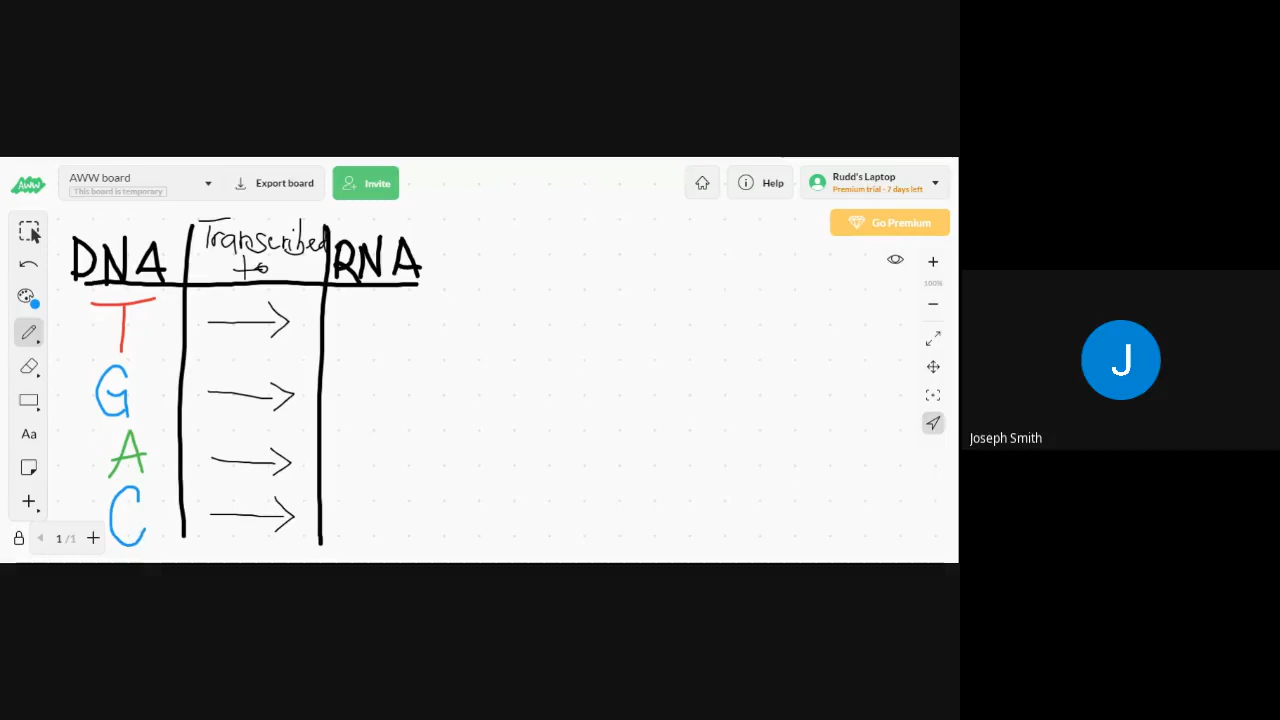 AWW
AWW board
This board is temporary
Export board
Invite
Help
Rudd's Laptop
Premium trial - 7 days left
Go Premium
100%
DNA
Transcribed
to
RNA
T
G
A
C
Aa
1 /1
J
Joseph Smith